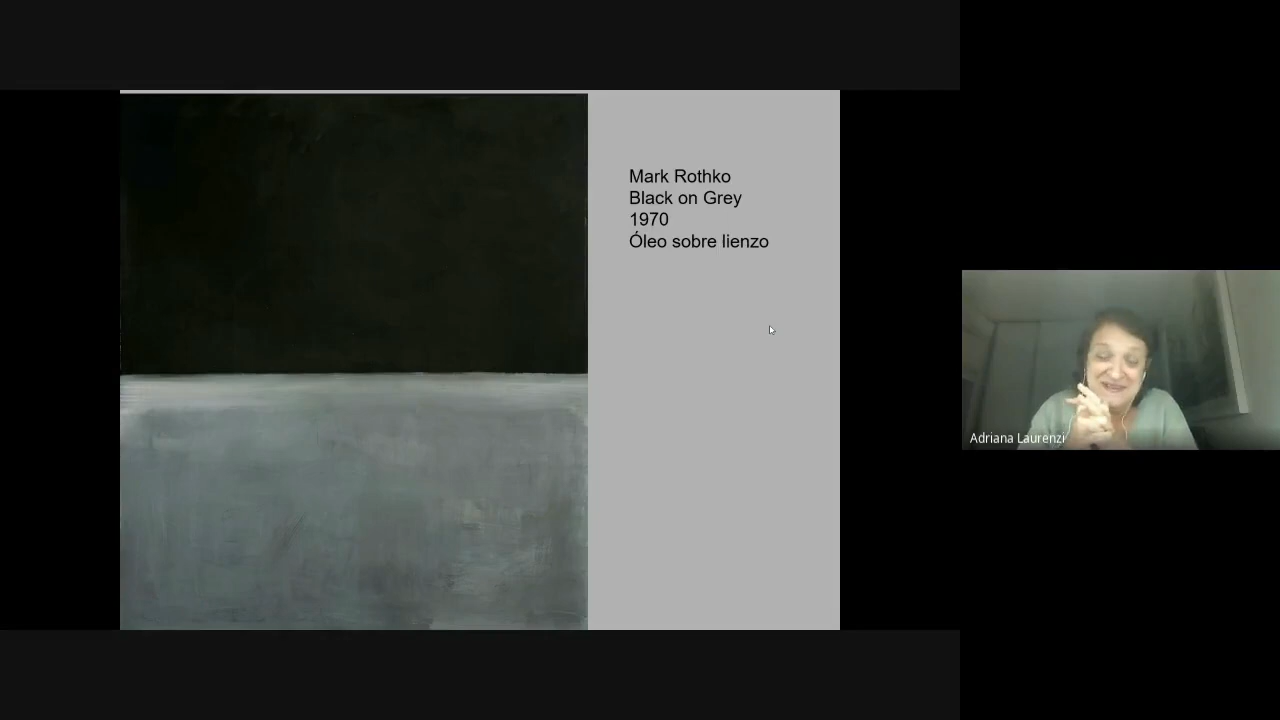 Mark Rothko
Black on Grey
1970
Óleo sobre lienzo
Adriana Laurenzi